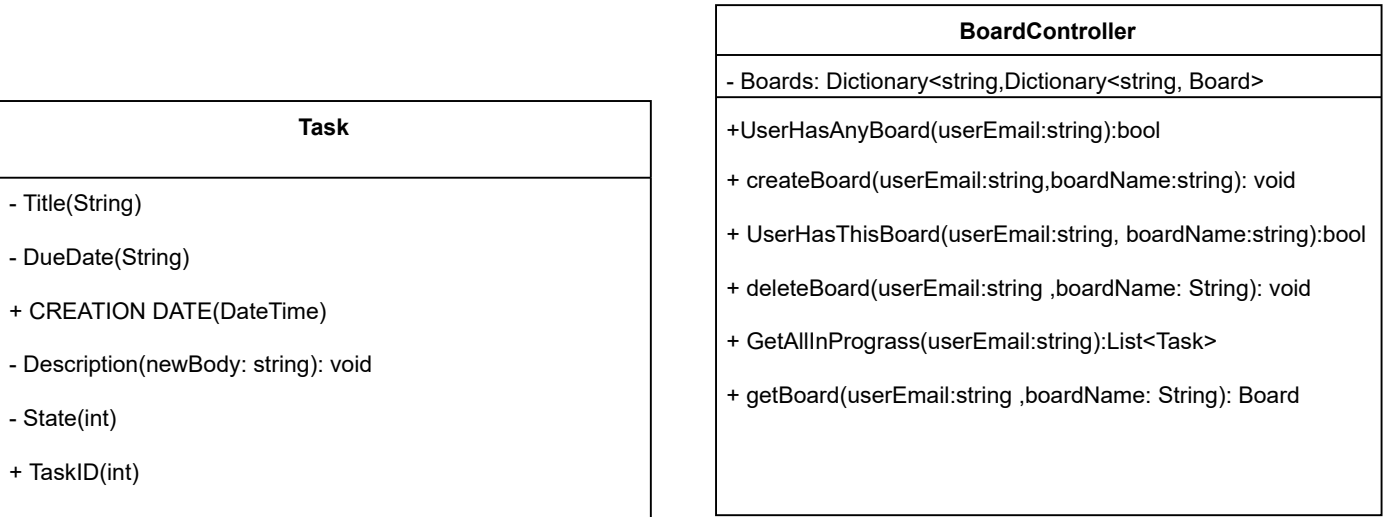 Task
- Title(String)
- DueDate(String)
+ CREATION DATE(DateTime)
- Description(newBody: string): void
- State(int)
+ TaskID(int)
BoardController
- Boards: Dictionary<string,Dictionary<string, Board>
+UserHasAnyBoard(userEmail:string):bool
+ createBoard(userEmail:string,boardName:string): void
+ UserHasThisBoard(userEmail:string, boardName:string):bool
+ deleteBoard(userEmail:string ,boardName: String): void
+ GetAllInPrograss(userEmail:string):List<Task>
+ getBoard(userEmail:string ,boardName: String): Board